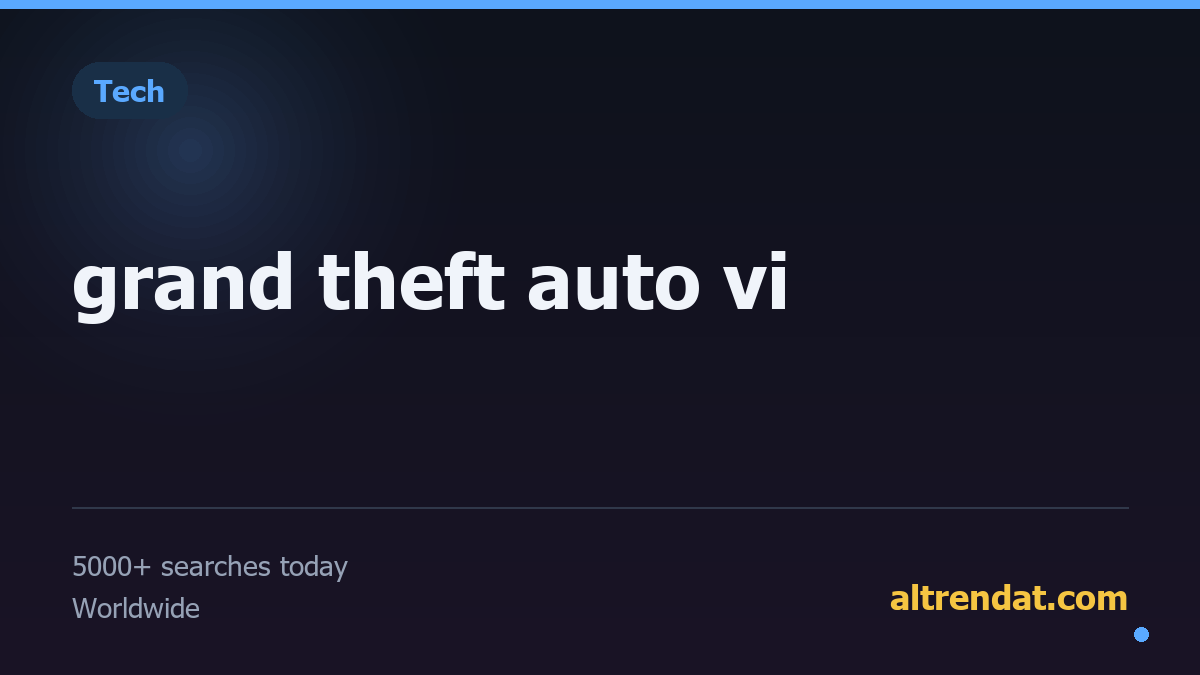 Tech
grand theft auto vi
5000+ searches today
Worldwide
altrendat.com